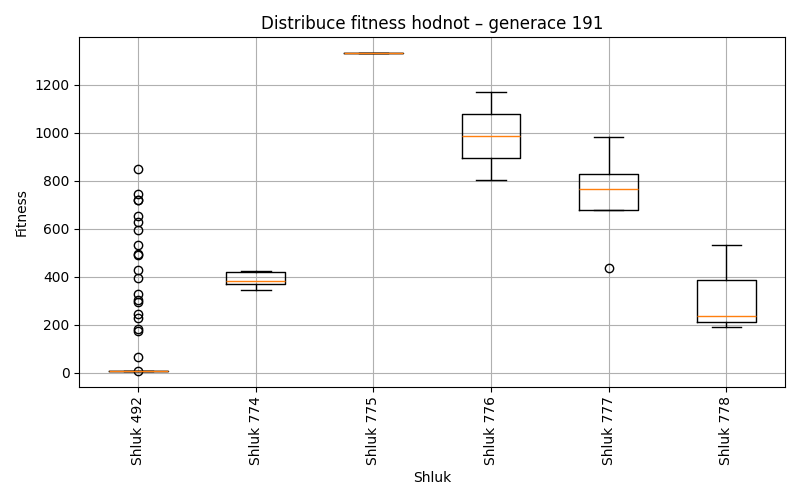 Distribuce fitness hodnot – generace 191
Fitness
1200
1000
800
600
400
200
0
Shluk 492
Shluk 774
Shluk 775
Shluk 776
Shluk 777
Shluk 778
Shluk